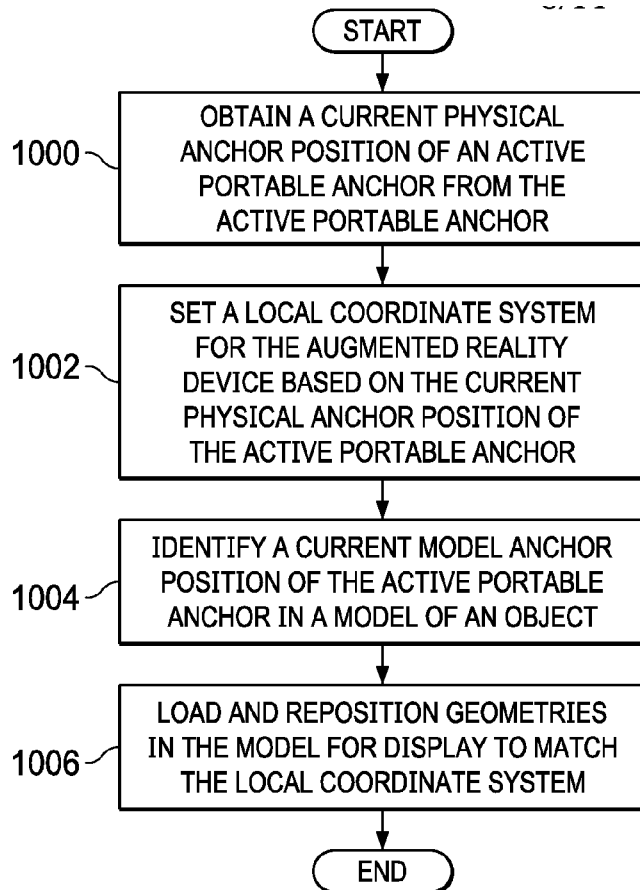 START
1000
OBTAIN A CURRENT PHYSICAL
ANCHOR POSITION OF AN ACTIVE
PORTABLE ANCHOR FROM THE
ACTIVE PORTABLE ANCHOR
1002
SET A LOCAL COORDINATE SYSTEM
FOR THE AUGMENTED REALITY
DEVICE BASED ON THE CURRENT
PHYSICAL ANCHOR POSITION OF
THE ACTIVE PORTABLE ANCHOR
1004
IDENTIFY A CURRENT MODEL ANCHOR
POSITION OF THE ACTIVE PORTABLE
ANCHOR IN A MODEL OF AN OBJECT
1006
LOAD AND REPOSITION GEOMETRIES
IN THE MODEL FOR DISPLAY TO MATCH
THE LOCAL COORDINATE SYSTEM
END